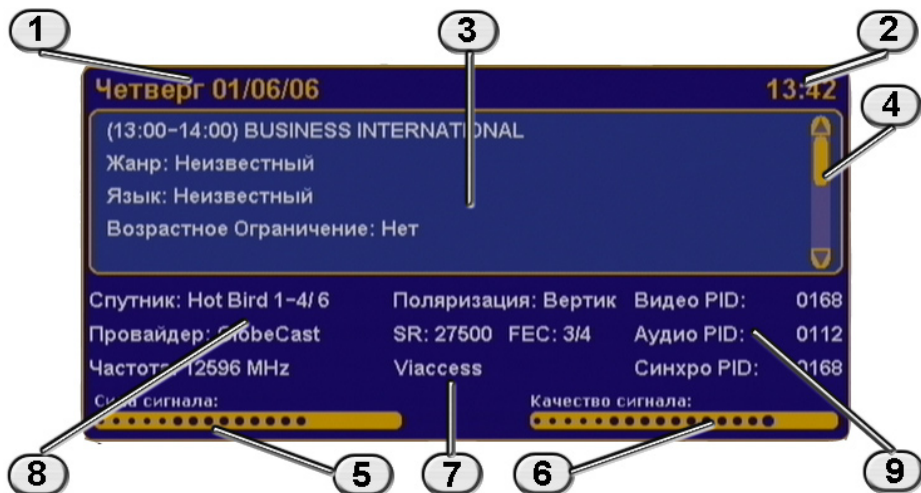 1 3 2
Четверг 01/06/06 13:42
4
(13:00-14:00) BUSINESS INTERNATIONAL
Жанр: Неизвестный
Язык: Неизвестный
Возрастное Ограничение: Нет
Спутник: Hot Bird 1-4/6 Поляризация: Вертик Видео PID: 0168
Провайдер: GlobeCast SR: 27500 FEC: 3/4 Аудио PID: 0112
Частота: 12596 MHz Viaccess Синхро PID: 0168
Сила сигнала: Качество сигнала:
8 5 7 6 9